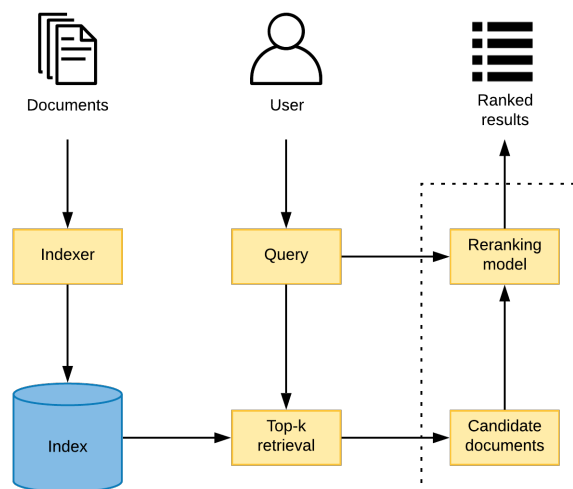 Documents
User
Ranked
results
Indexer
Query
Reranking
model
Index
Top-k
retrieval
Candidate
documents